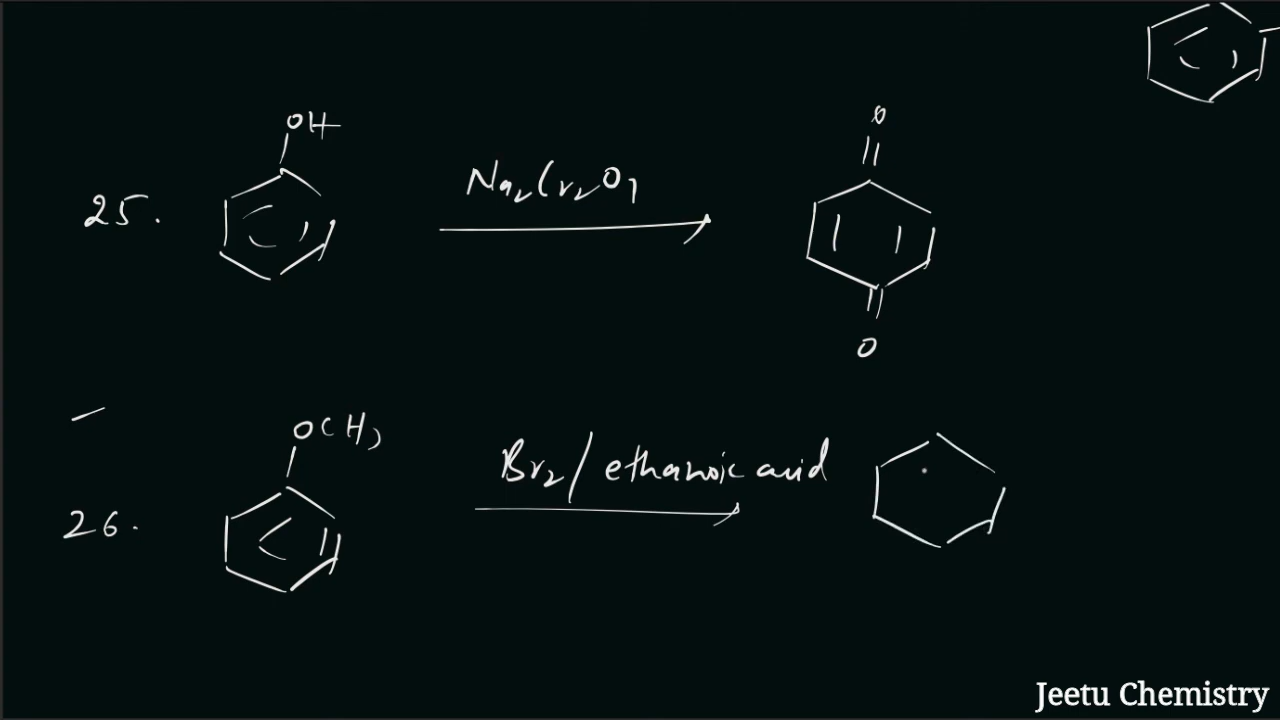 OH
25.
Na2Cr2O7
O
O
OCH3
26.
Br2/ethanoic acid
Jeetu Chemistry